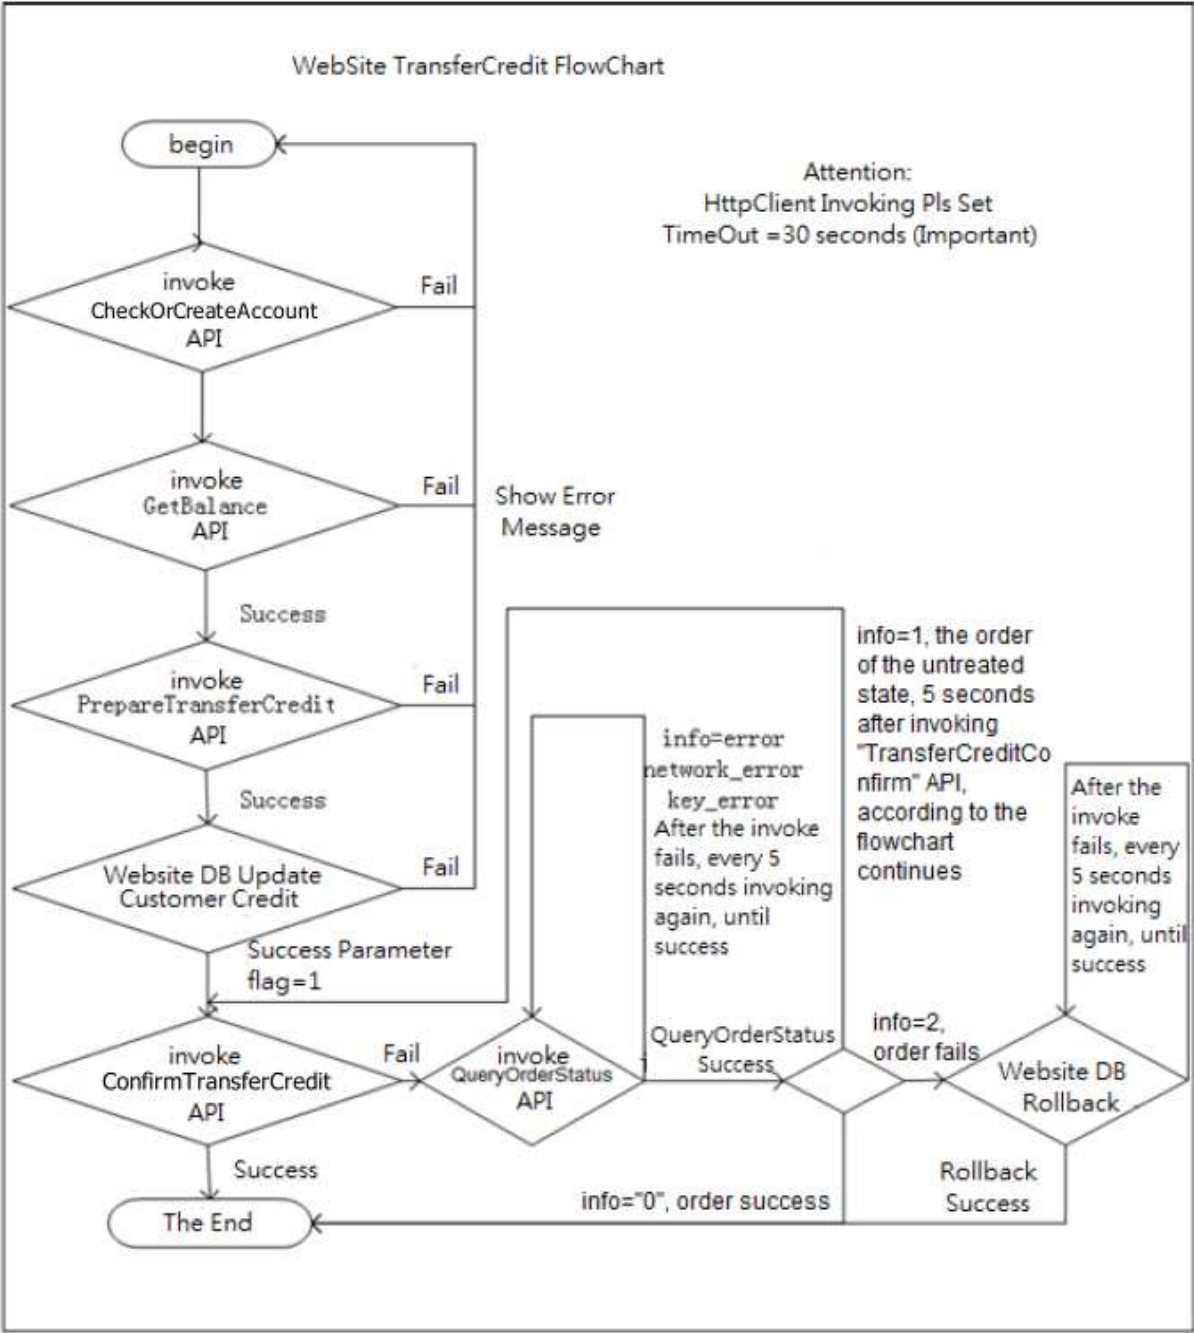 WebSite TransferCredit FlowChart
begin
Attention:
HttpClient Invoking Pls Set
TimeOut =30 seconds (Important)
invoke
CheckOrCreateAccount
API
Fail
invoke
GetBalance
API
Fail
Show Error
Message
Success
invoke
PrepareTransferCredit
API
Fail
Success
Website DB Update
Customer Credit
Fail
Success Parameter
flag=1
info=error
network_error
key_error
After the invoke
fails, every 5
seconds invoking
again, until
success
info=1, the order
of the untreated
state, 5 seconds
after invoking
"TransferCreditCo
nfirm" API,
according to the
flowchart
continues
After the
invoke
fails, every
5 seconds
invoking
again, until
success
invoke
ConfirmTransferCredit
API
Fail
invoke
QueryOrderStatus
API
QueryOrderStatus
Success
info=2,
order fails
Website DB
Rollback
Success
Rollback
Success
info="0", order success
The End